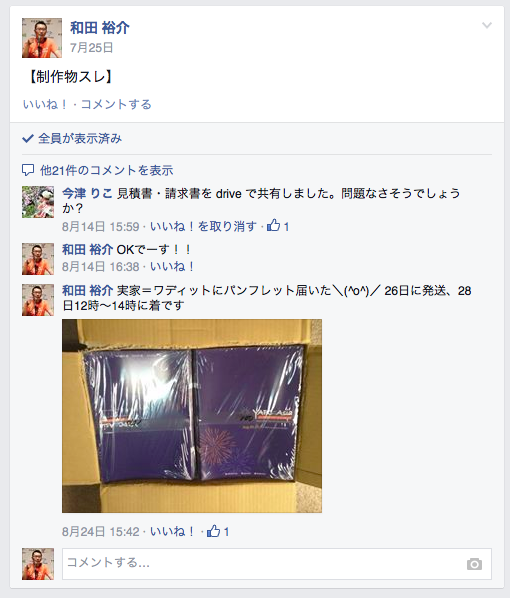 和田 裕介
7月25日
【制作物スレ】
いいね！ · コメントする
全員が表示済み
他21件のコメントを表示
今津 りこ 見積書・請求書を drive で共有しました。問題なさそうでしょう
か？
8月14日 15:59 · いいね！を取り消す · 1
和田 裕介 OKでーす！！
8月14日 16:38 · いいね！
和田 裕介 実家＝ワディットにパンフレット届いた＼(^o^)／ 26日に発送、28
日12時〜14時に着です
8月24日 15:42 · いいね！ · 1
コメントする...